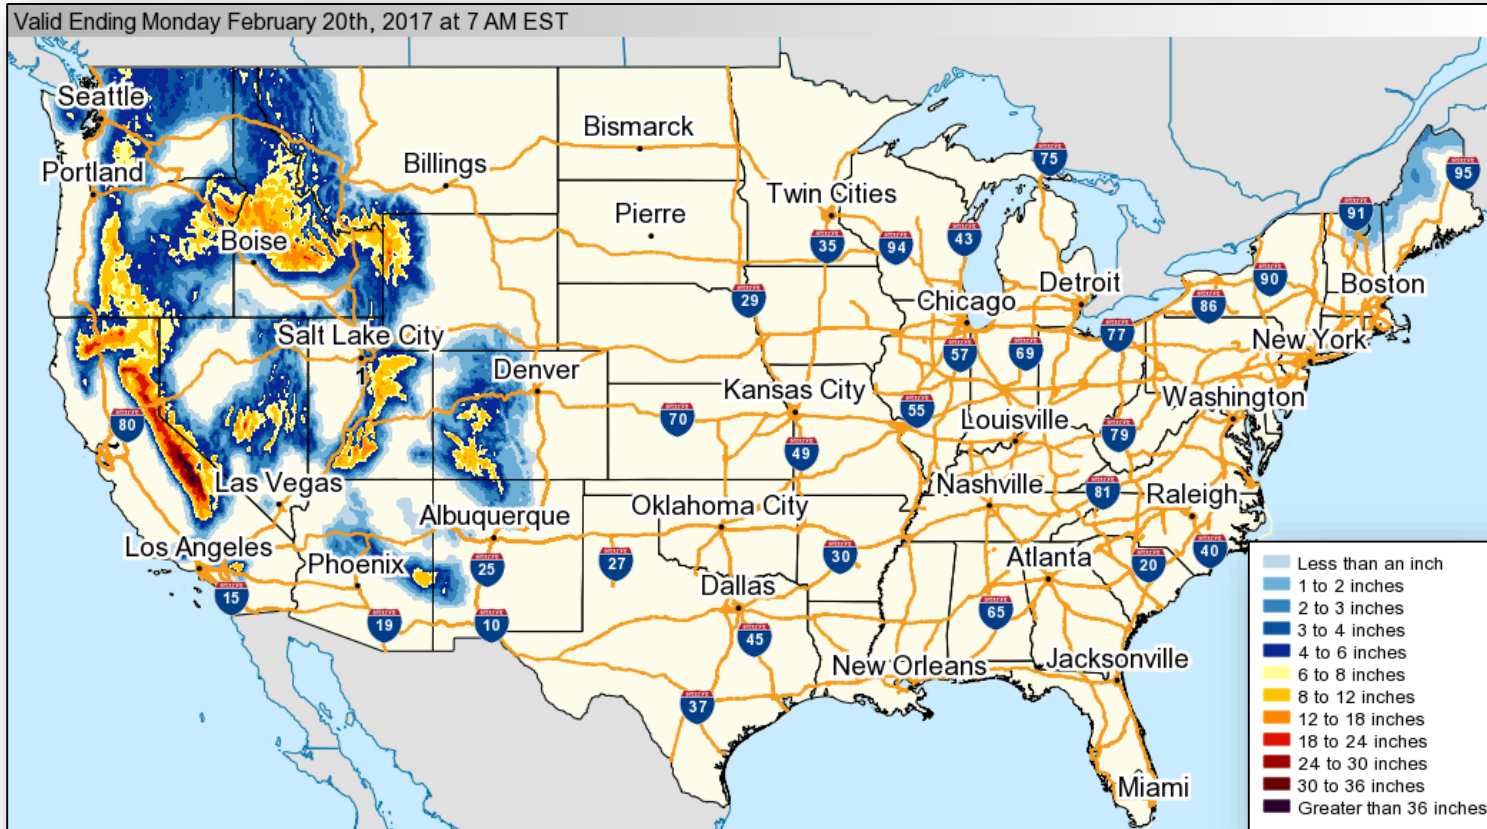 Valid Ending Monday February 20th, 2017 at 7 AM EST
Seattle
Portland
Billings
Bismarck
Pierre
Twin Cities
75
95
91
35
94
43
Boise
29
Chicago
Detroit
90
Boston
86
Salt Lake City
1
Denver
57
69
77
New York
Kansas City
70
55
Louisville
79
Washington
80
49
Las Vegas
Nashville
81
Raleigh
Albuquerque
Oklahoma City
Los Angeles
Phoenix
25
27
30
Atlanta
20
40
15
19
10
Dallas
45
65
New Orleans
Jacksonville
37
Miami
Less than an inch
1 to 2 inches
2 to 3 inches
3 to 4 inches
4 to 6 inches
6 to 8 inches
8 to 12 inches
12 to 18 inches
18 to 24 inches
24 to 30 inches
30 to 36 inches
Greater than 36 inches